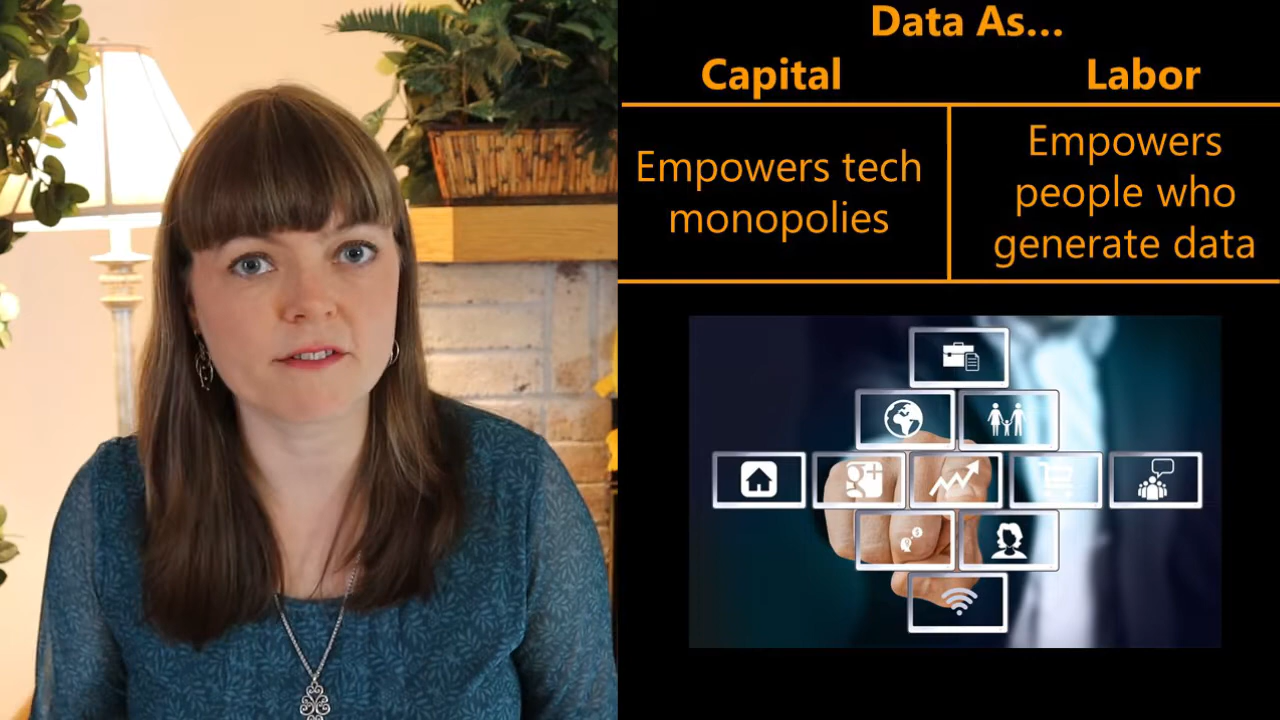 Data As...
Capital
Labor
Empowers tech
monopolies
Empowers
people who
generate data